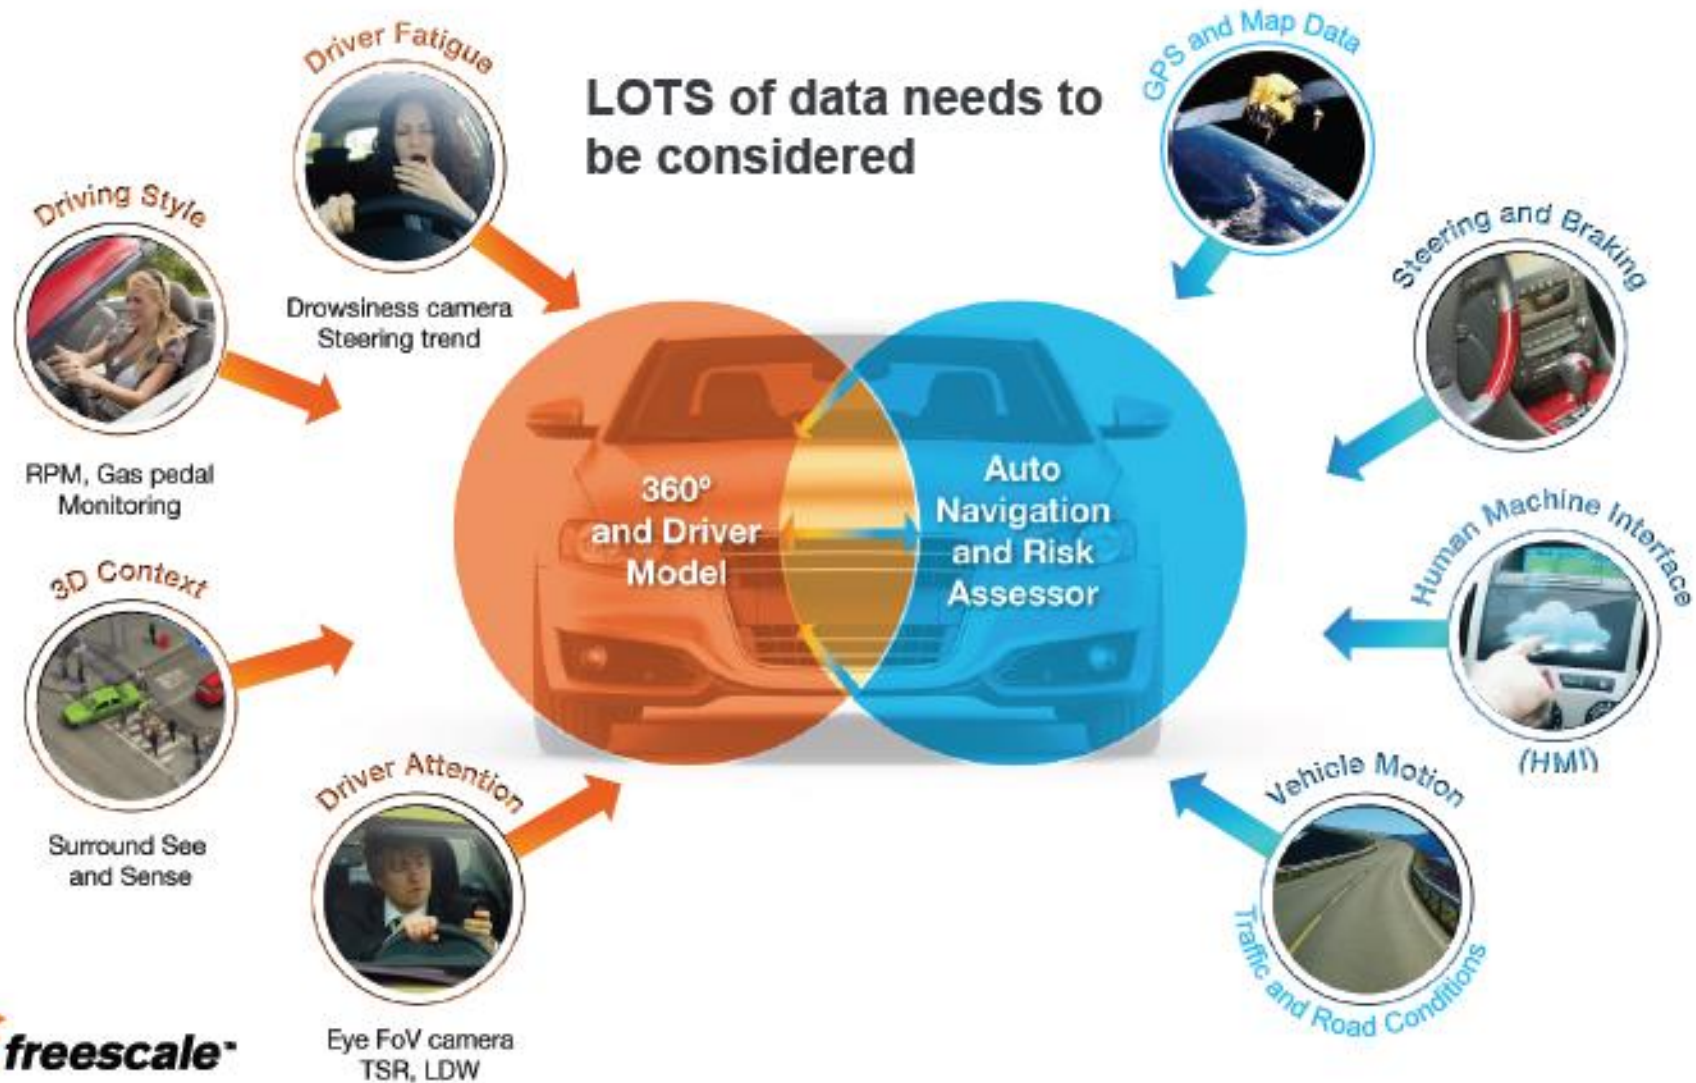 LOTS of data needs to
be considered
Driver Fatigue
Drowsiness camera
Steering trend
Driving Style
RPM, Gas pedal
Monitoring
3D Context
Surround See
and Sense
Driver Attention
Eye FoV camera
TSR, LDW
360º
and Driver
Model
Auto
Navigation
and Risk
Assessor
GPS and Map Data
Steering and Braking
Human Machine Interface
(HMI)
Vehicle Motion
Traffic and Road Conditions
freescale™